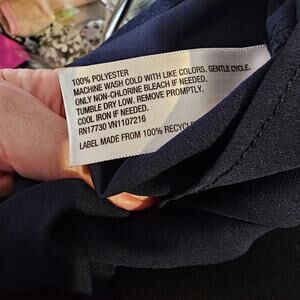 100% POLYESTER
MACHINE WASH COLD WITH LIKE COLORS. GENTLE CYCLE.
ONLY NON-CHLORINE BLEACH IF NEEDED.
TUMBLE DRY LOW. REMOVE PROMPTLY.
COOL IRON IF NEEDED.
RN17730 VN1107216
LABEL MADE FROM 100% RECYCL